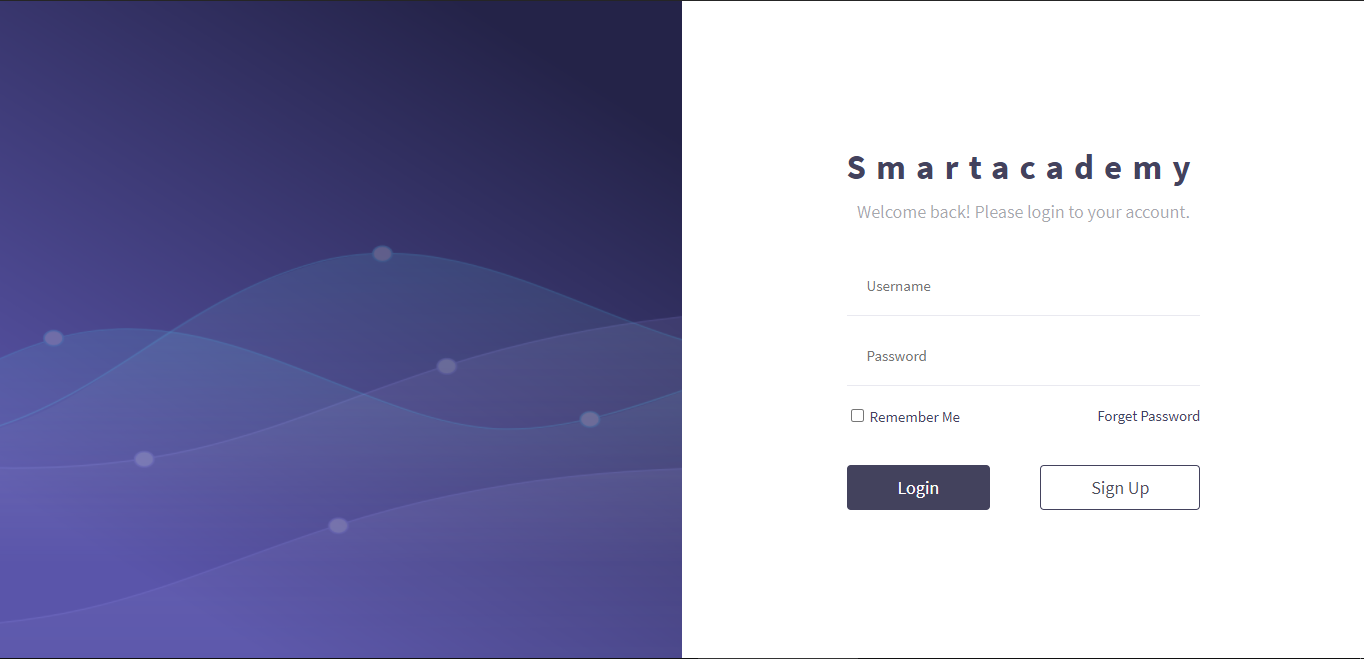 Smartacademy
Welcome back! Please login to your account.
Username
Password
Remember Me Forget Password
Login Sign Up